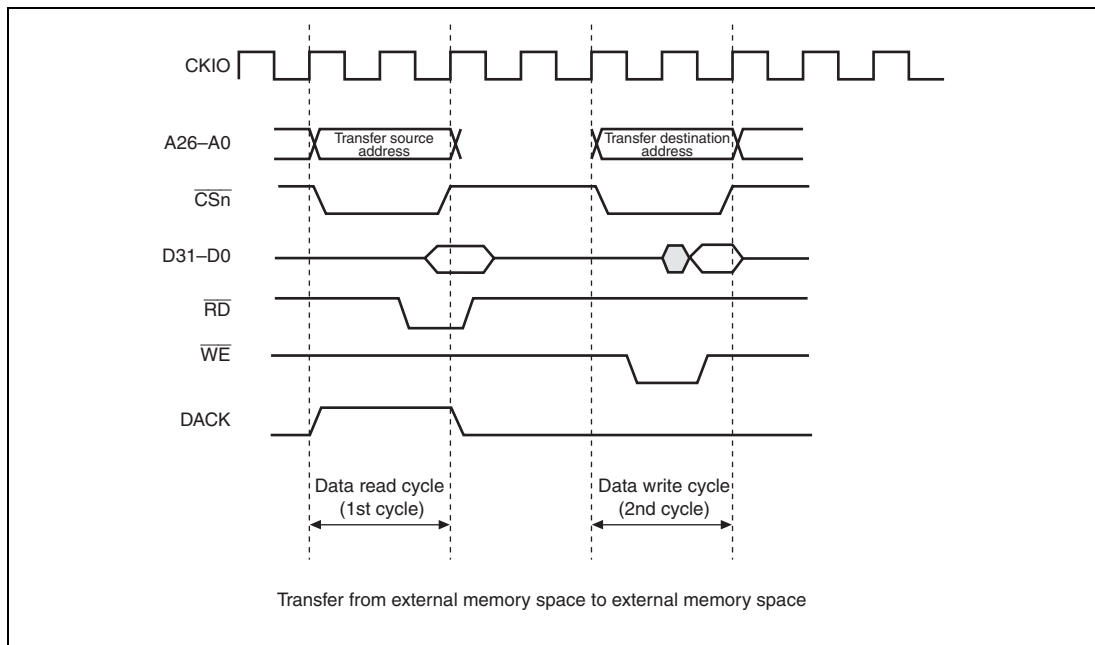 CKIO
A26–A0
Transfer source
address
Transfer destination
address
CSn
D31–D0
RD
WE
DACK
Data read cycle
(1st cycle)
Data write cycle
(2nd cycle)
Transfer from external memory space to external memory space